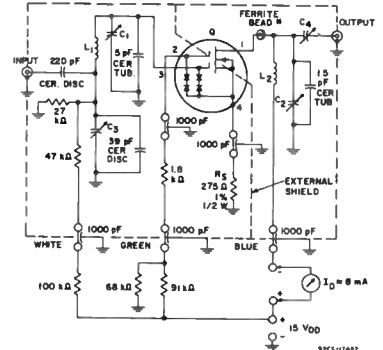 FERRITE
BEAD *
C4
OUTPUT
Q
INPUT
220 pF
CER. DISC
L1
C1
5 pF
CER
TUB.
1
2
3
4
L2
C2
1.5
pF
CER
TUB
27
kΩ
C3
39 pF
CER
DISC
1000 pF
1000 pF
47 kΩ
1.8
kΩ
RS
275 Ω
1%
1/2 W
EXTERNAL
SHIELD
1000 pF
1000 pF
1000 pF
WHITE
GREEN
BLUE
100 kΩ
68 kΩ
91 kΩ
ID ≈ 8 mA
15 VDD
-
+
-
+
-